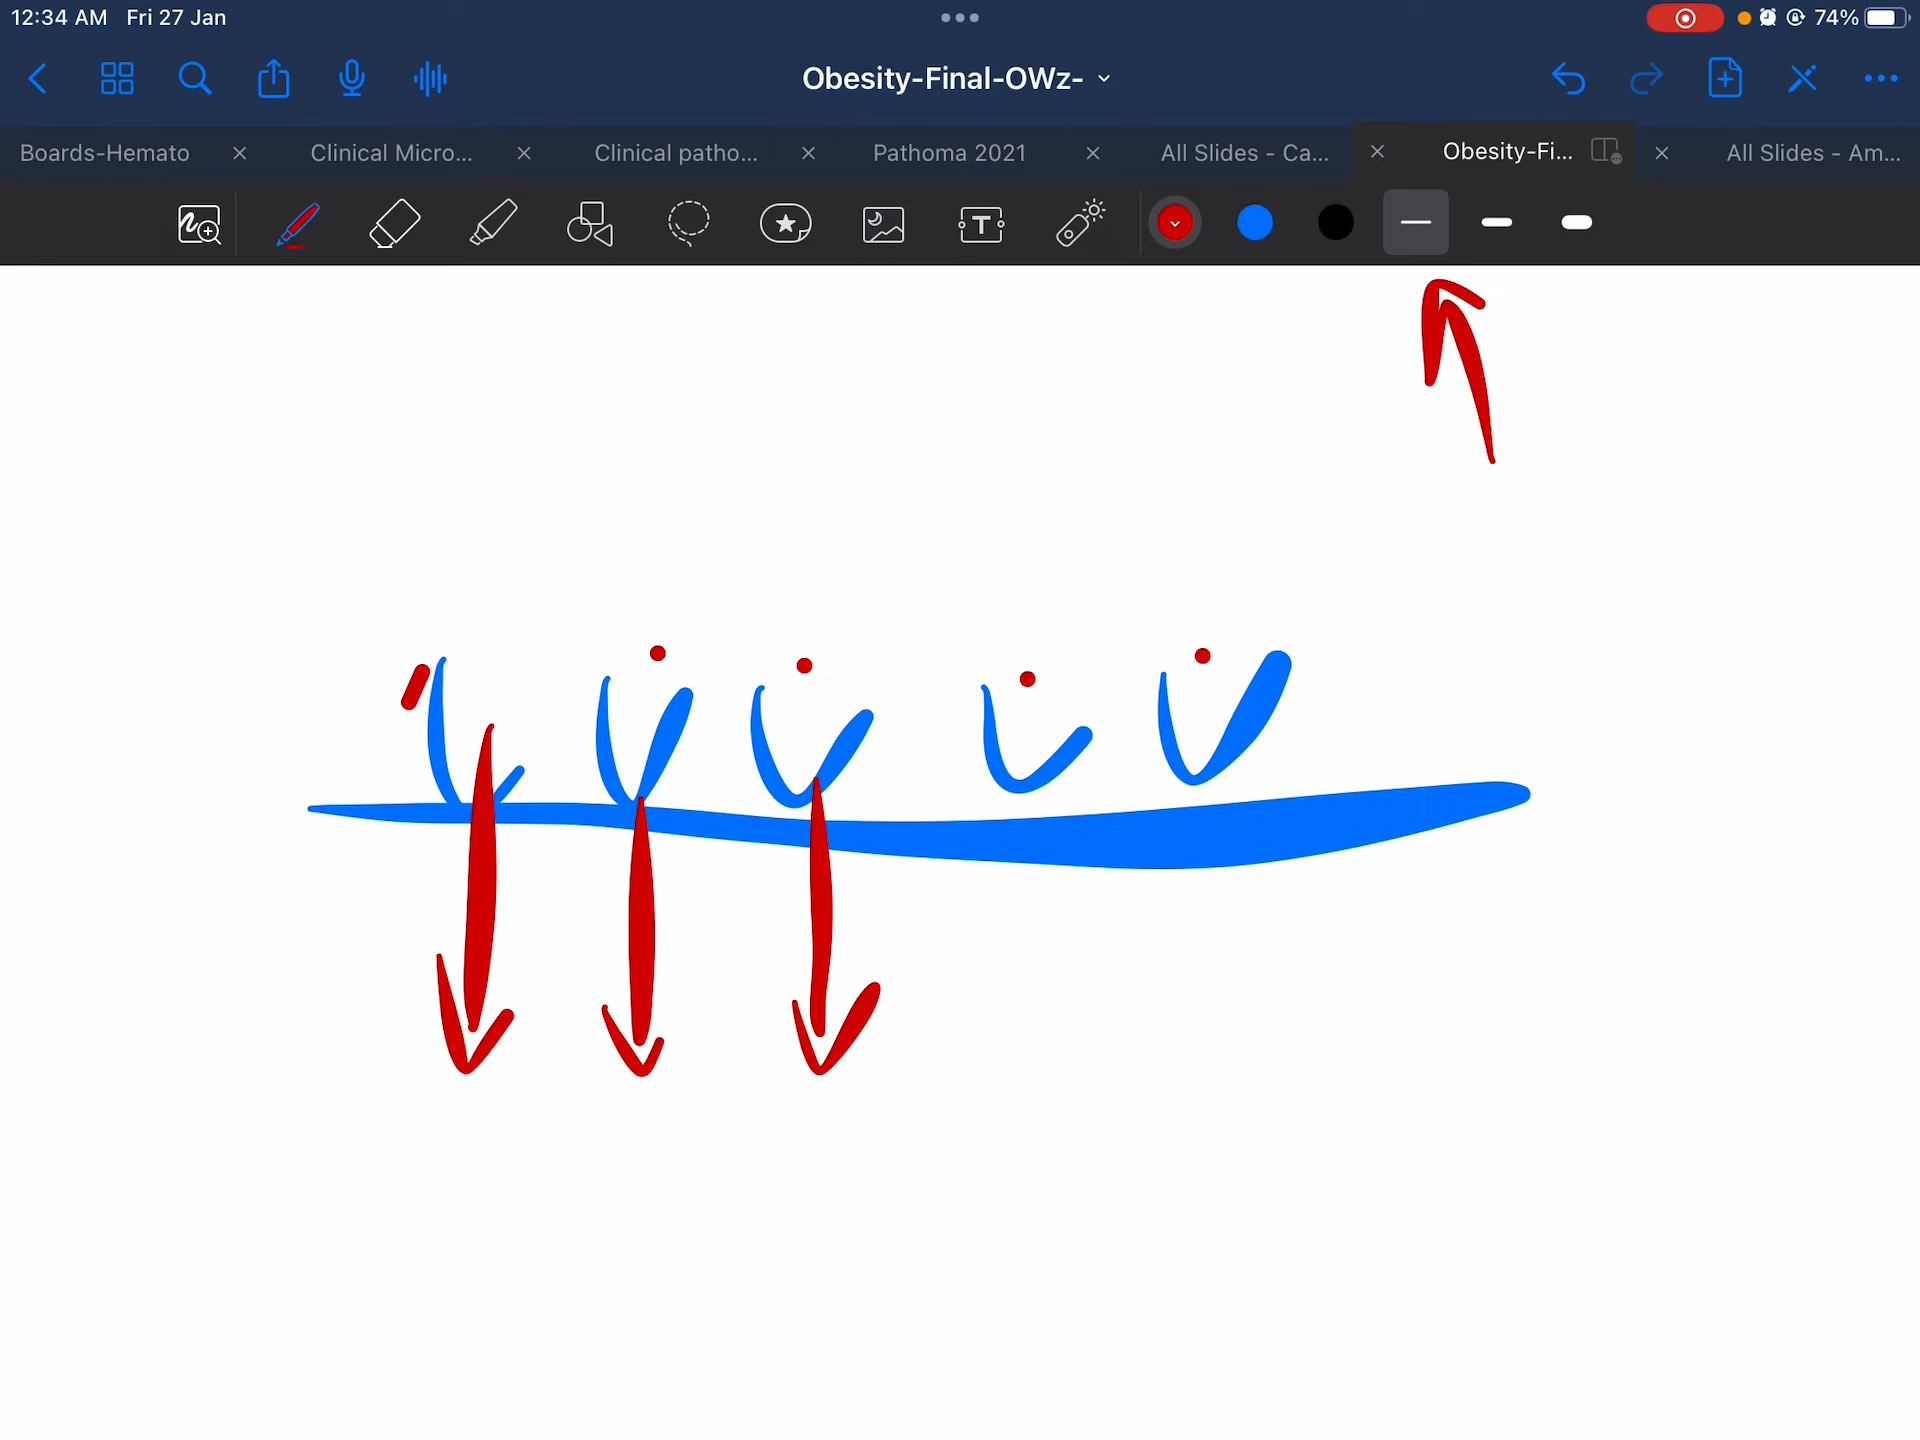 12:34 AM Fri 27 Jan 74%
Obesity-Final-OWz-
Boards-Hemato Clinical Micro... Clinical patho... Pathoma 2021 All Slides - Ca... Obesity-Fi... All Slides - Am...
T